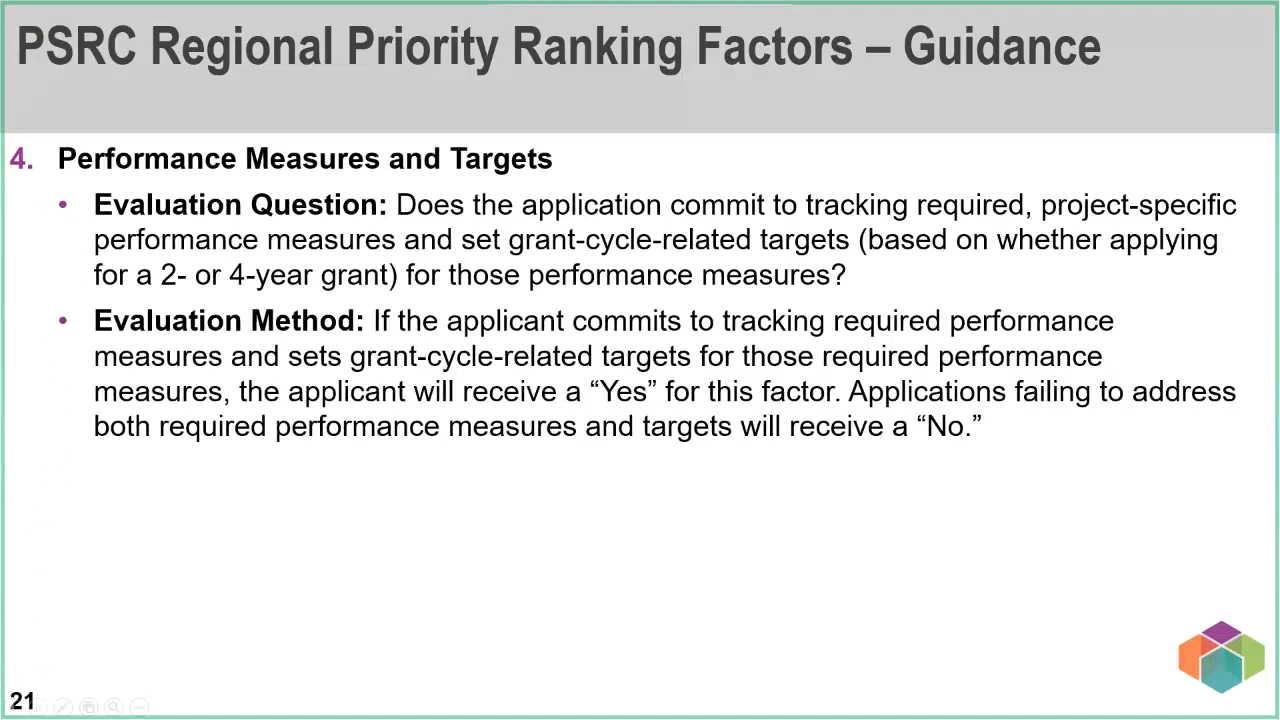 PSRC Regional Priority Ranking Factors – Guidance
4. Performance Measures and Targets
• Evaluation Question: Does the application commit to tracking required, project-specific
performance measures and set grant-cycle-related targets (based on whether applying
for a 2- or 4-year grant) for those performance measures?
• Evaluation Method: If the applicant commits to tracking required performance
measures and sets grant-cycle-related targets for those required performance
measures, the applicant will receive a “Yes” for this factor. Applications failing to address
both required performance measures and targets will receive a “No.”
21